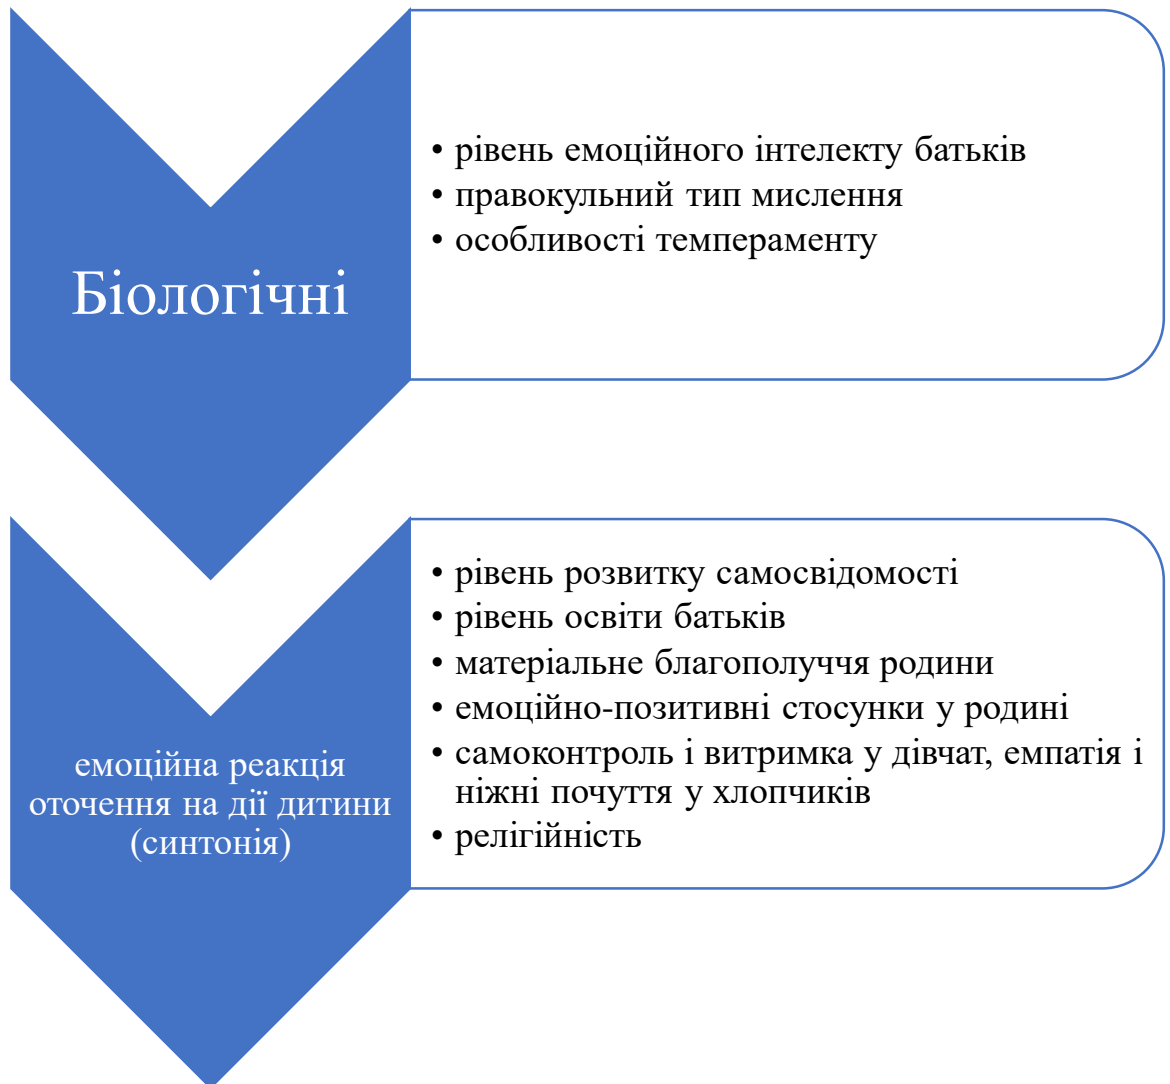 Біологічні
• рівень емоційного інтелекту батьків
• правокульний тип мислення
• особливості темпераменту
емоційна реакція
оточення на дії дитини
(синтонія)
• рівень розвитку самосвідомості
• рівень освіти батьків
• матеріальне благополуччя родини
• емоційно-позитивні стосунки у родині
• самоконтроль і витримка у дівчат, емпатія і
ніжні почуття у хлопчиків
• релігійність